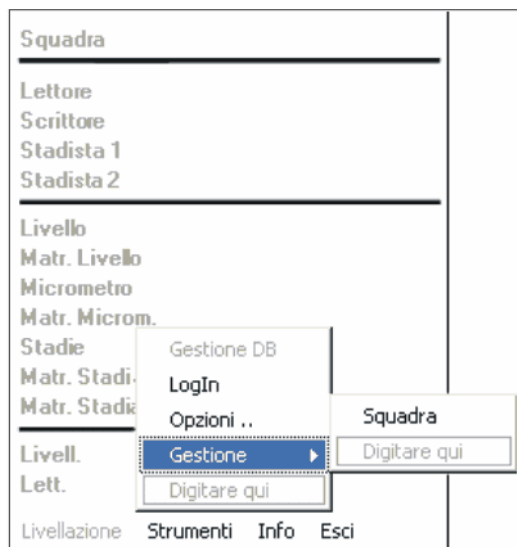 Squadra
Lettore
Scrittore
Stadista 1
Stadista 2
Livello
Matr. Livello
Micrometro
Matr. Microm.
Stadie
Matr. Stadi
Matr. Stadia
Livell.
Lett.
Gestione DB
LogIn
Opzioni ..
Gestione
Digitare qui
Squadra
Digitare qui
Livellazione Strumenti Info Esci